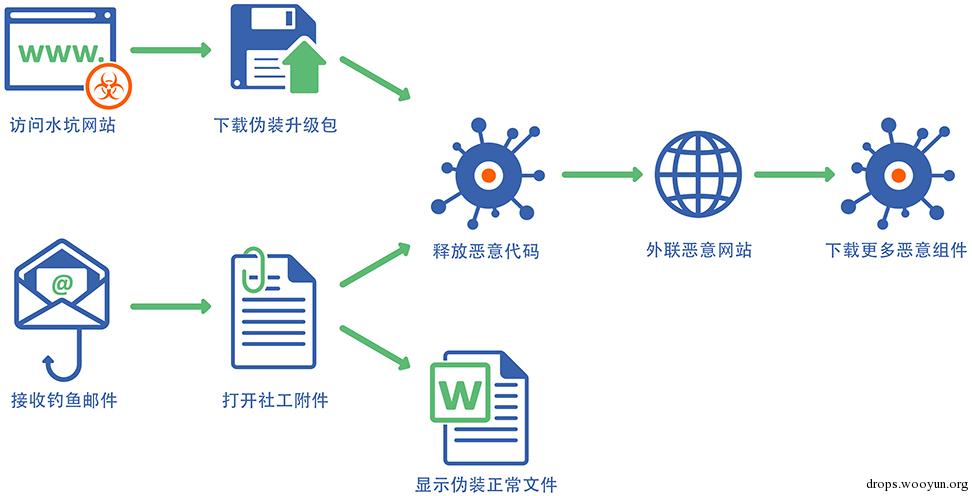 www.
访问水坑网站
下载伪装升级包
释放恶意代码
外联恶意网站
下载更多恶意组件
@
接收钓鱼邮件
打开社工附件
W
显示伪装正常文件
drops.wooyun.org